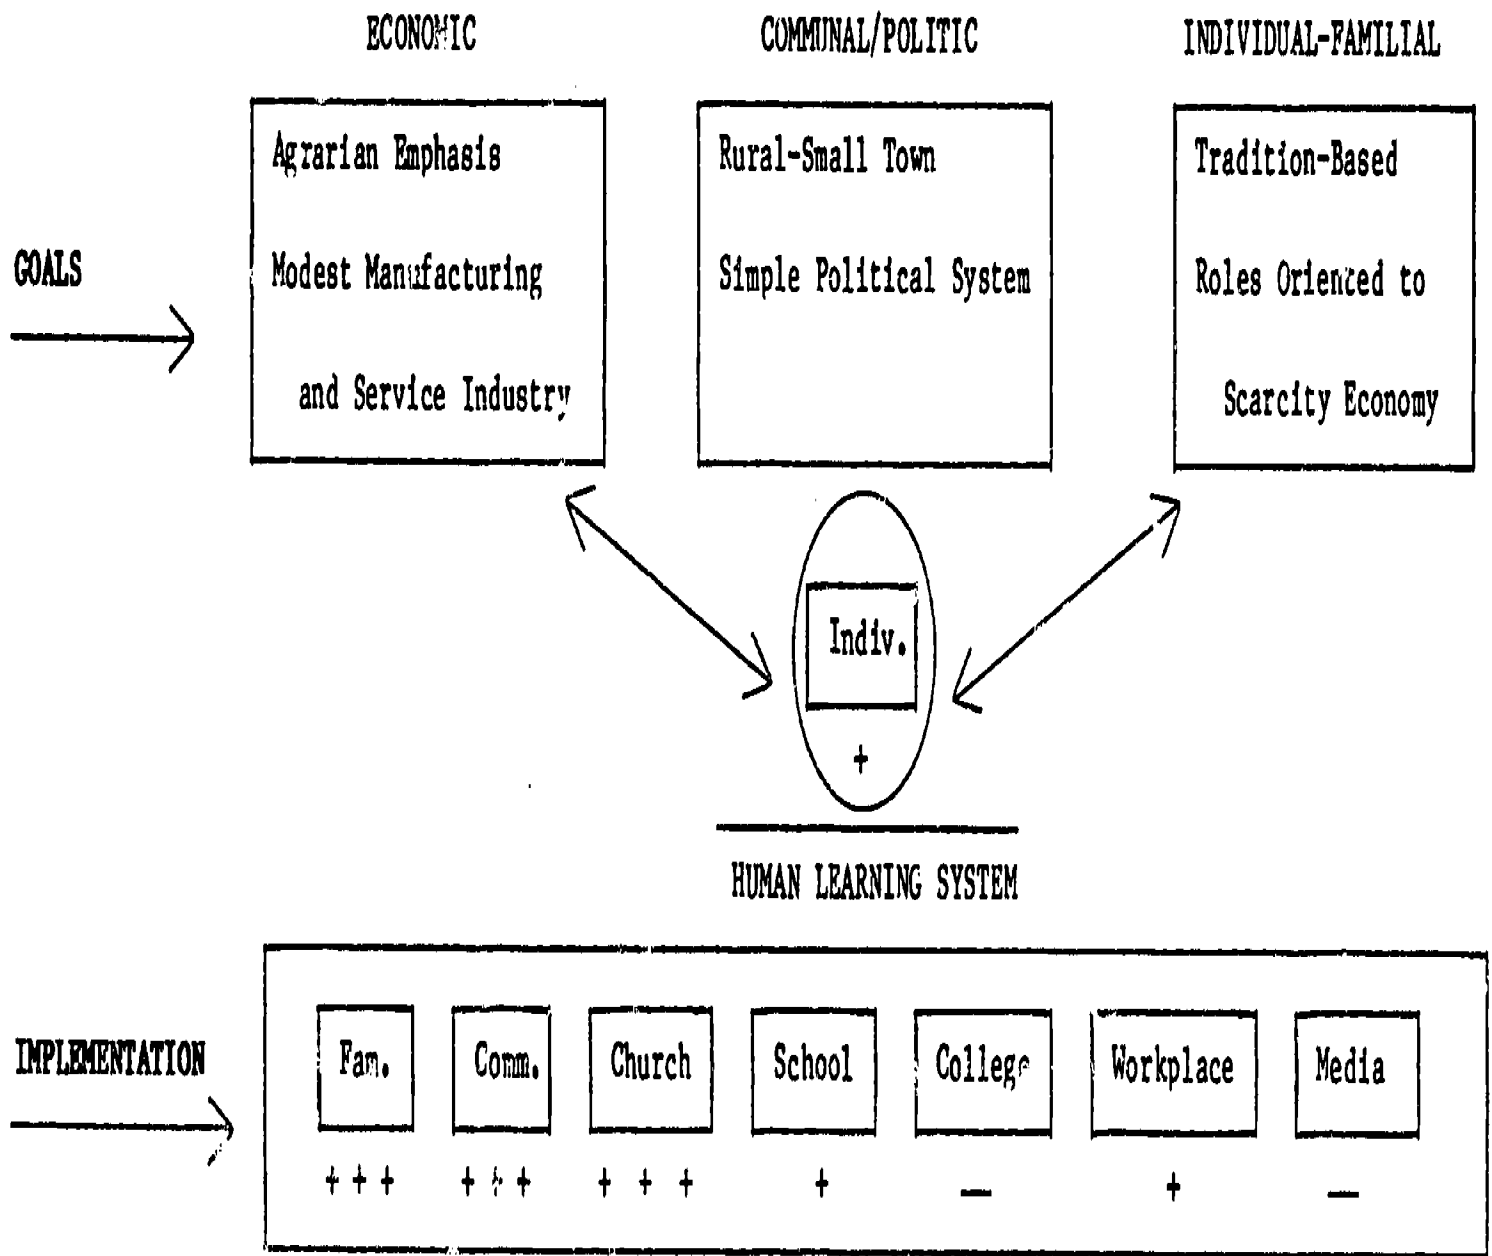 ECONOMIC
COMMUNAL/POLITIC
INDIVIDUAL-FAMILIAL
GOALS
Agrarian Emphasis
Modest Manufacturing
and Service Industry
Rural-Small Town
Simple Political System
Tradition-Based
Roles Oriented to
Scarcity Economy
Indiv.
+
HUMAN LEARNING SYSTEM
IMPLEMENTATION
Fam.
+ + +
Comm.
+ + +
Church
+ + +
School
+
College
—
Workplace
+
Media
—